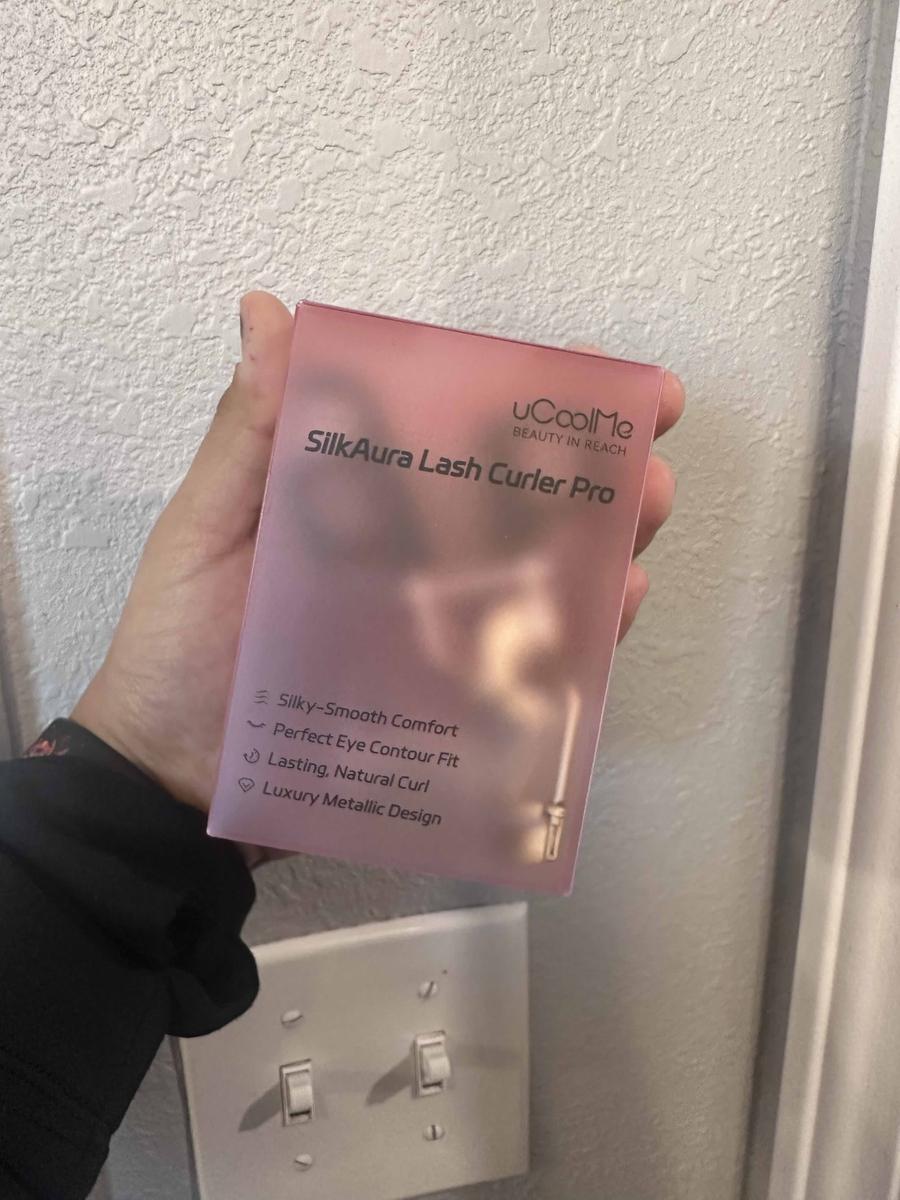 uCoolMe
BEAUTY IN REACH
SilkAura Lash Curler Pro
Silky-Smooth Comfort
Perfect Eye Contour Fit
Lasting, Natural Curl
Luxury Metallic Design